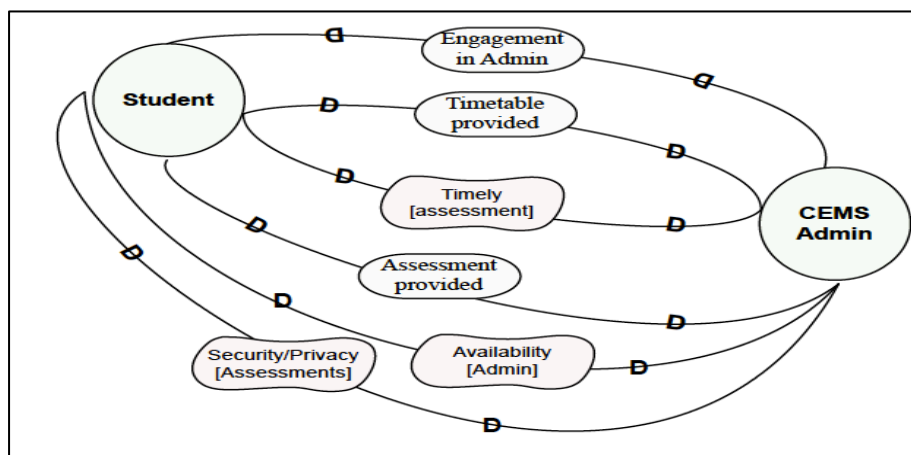 D
Engagement
in Admin
D
Student
D
Timetable
provided
D
D
Timely
[assessment]
D
CEMS
Admin
D
Assessment
provided
D
D
D
Security/Privacy
[Assessments]
Availability
[Admin]
D
D